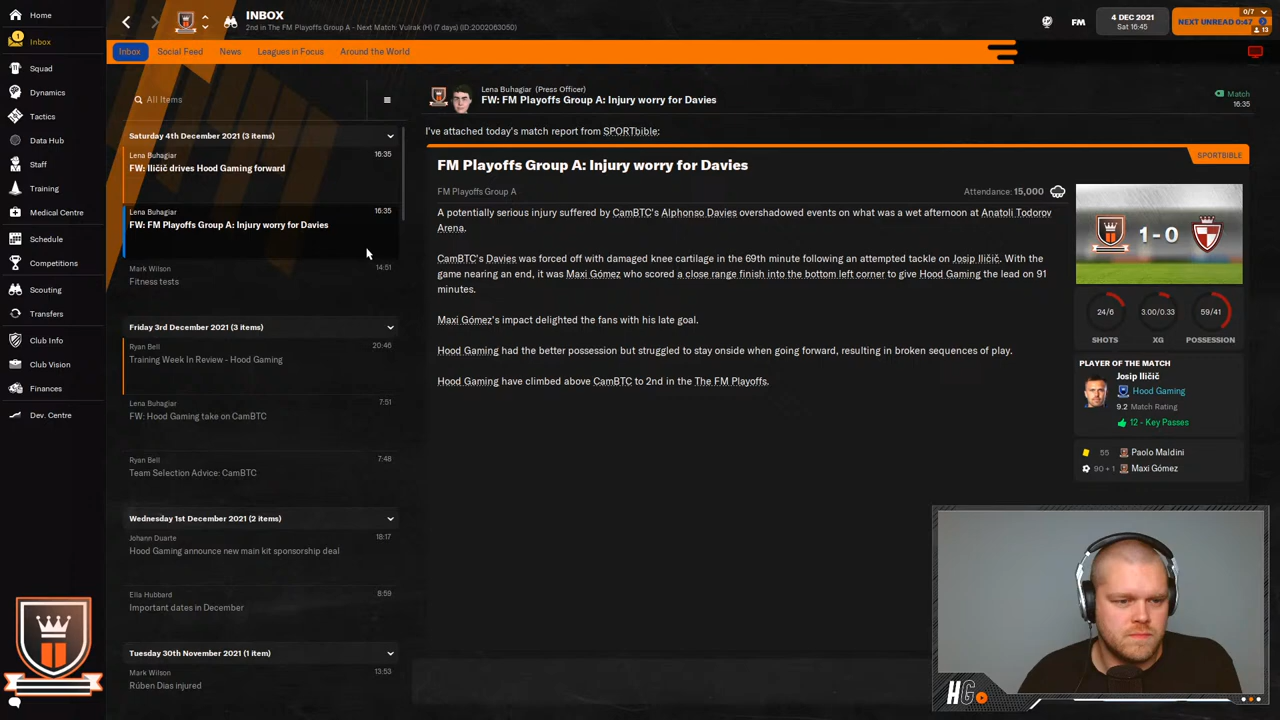 Home
Inbox
1
Squad
Dynamics
Tactics
Data Hub
Staff
Training
Medical Centre
Schedule
Competitions
Scouting
Transfers
Club Info
Club Vision
Finances
Dev. Centre
INBOX
2nd in The FM Playoffs Group A - Next Match: Vulrak (H) (7 days) (ID:2002063050)
FM
4 DEC 2021
Sat 16:45
0/7
NEXT UNREAD 0:47
13
Inbox
Social Feed
News
Leagues in Focus
Around the World
All Items
Saturday 4th December 2021 (3 items)
Lena Buhagiar
16:35
FW: Iličić drives Hood Gaming forward
Lena Buhagiar
16:35
FW: FM Playoffs Group A: Injury worry for Davies
Mark Wilson
14:51
Fitness tests
Friday 3rd December 2021 (3 items)
Ryan Bell
20:46
Training Week In Review - Hood Gaming
Lena Buhagiar
7:51
FW: Hood Gaming take on CamBTC
Ryan Bell
7:48
Team Selection Advice: CamBTC
Wednesday 1st December 2021 (2 items)
Johann Duarte
18:17
Hood Gaming announce new main kit sponsorship deal
Ella Hubbard
8:59
Important dates in December
Tuesday 30th November 2021 (1 item)
Mark Wilson
13:53
Rúben Dias injured
Lena Buhagiar (Press Officer)
FW: FM Playoffs Group A: Injury worry for Davies
Match
16:35
I've attached today's match report from SPORTbible:
SPORTBIBLE
FM Playoffs Group A: Injury worry for Davies
FM Playoffs Group A
Attendance: 15,000
A potentially serious injury suffered by CamBTC's Alphonso Davies overshadowed events on what was a wet afternoon at Anatoli Todorov
Arena.
CamBTC's Davies was forced off with damaged knee cartilage in the 69th minute following an attempted tackle on Josip Iličić. With the
game nearing an end, it was Maxi Gómez who scored a close range finish into the bottom left corner to give Hood Gaming the lead on 91
minutes.
Maxi Gómez's impact delighted the fans with his late goal.
Hood Gaming had the better possession but struggled to stay onside when going forward, resulting in broken sequences of play.
Hood Gaming have climbed above CamBTC to 2nd in the The FM Playoffs.
1 - 0
24/6
3.00/0.33
59/41
SHOTS
XG
POSSESSION
PLAYER OF THE MATCH
Josip Iličić
Hood Gaming
9.2 Match Rating
12 - Key Passes
55 Paolo Maldini
90 + 1 Maxi Gómez
HG